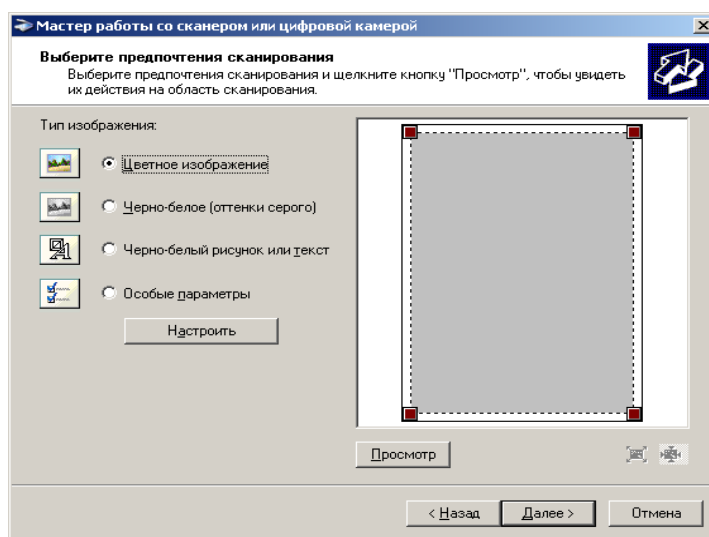 Мастер работы со сканером или цифровой камерой
Выберите предпочтения сканирования
Выберите предпочтения сканирования и щелкните кнопку "Просмотр", чтобы увидеть
их действия на область сканирования.
Тип изображения:
Цветное изображение
Черно-белое (оттенки серого)
Черно-белый рисунок или текст
Особые параметры
Настроить
Просмотр
< Назад
Далее >
Отмена